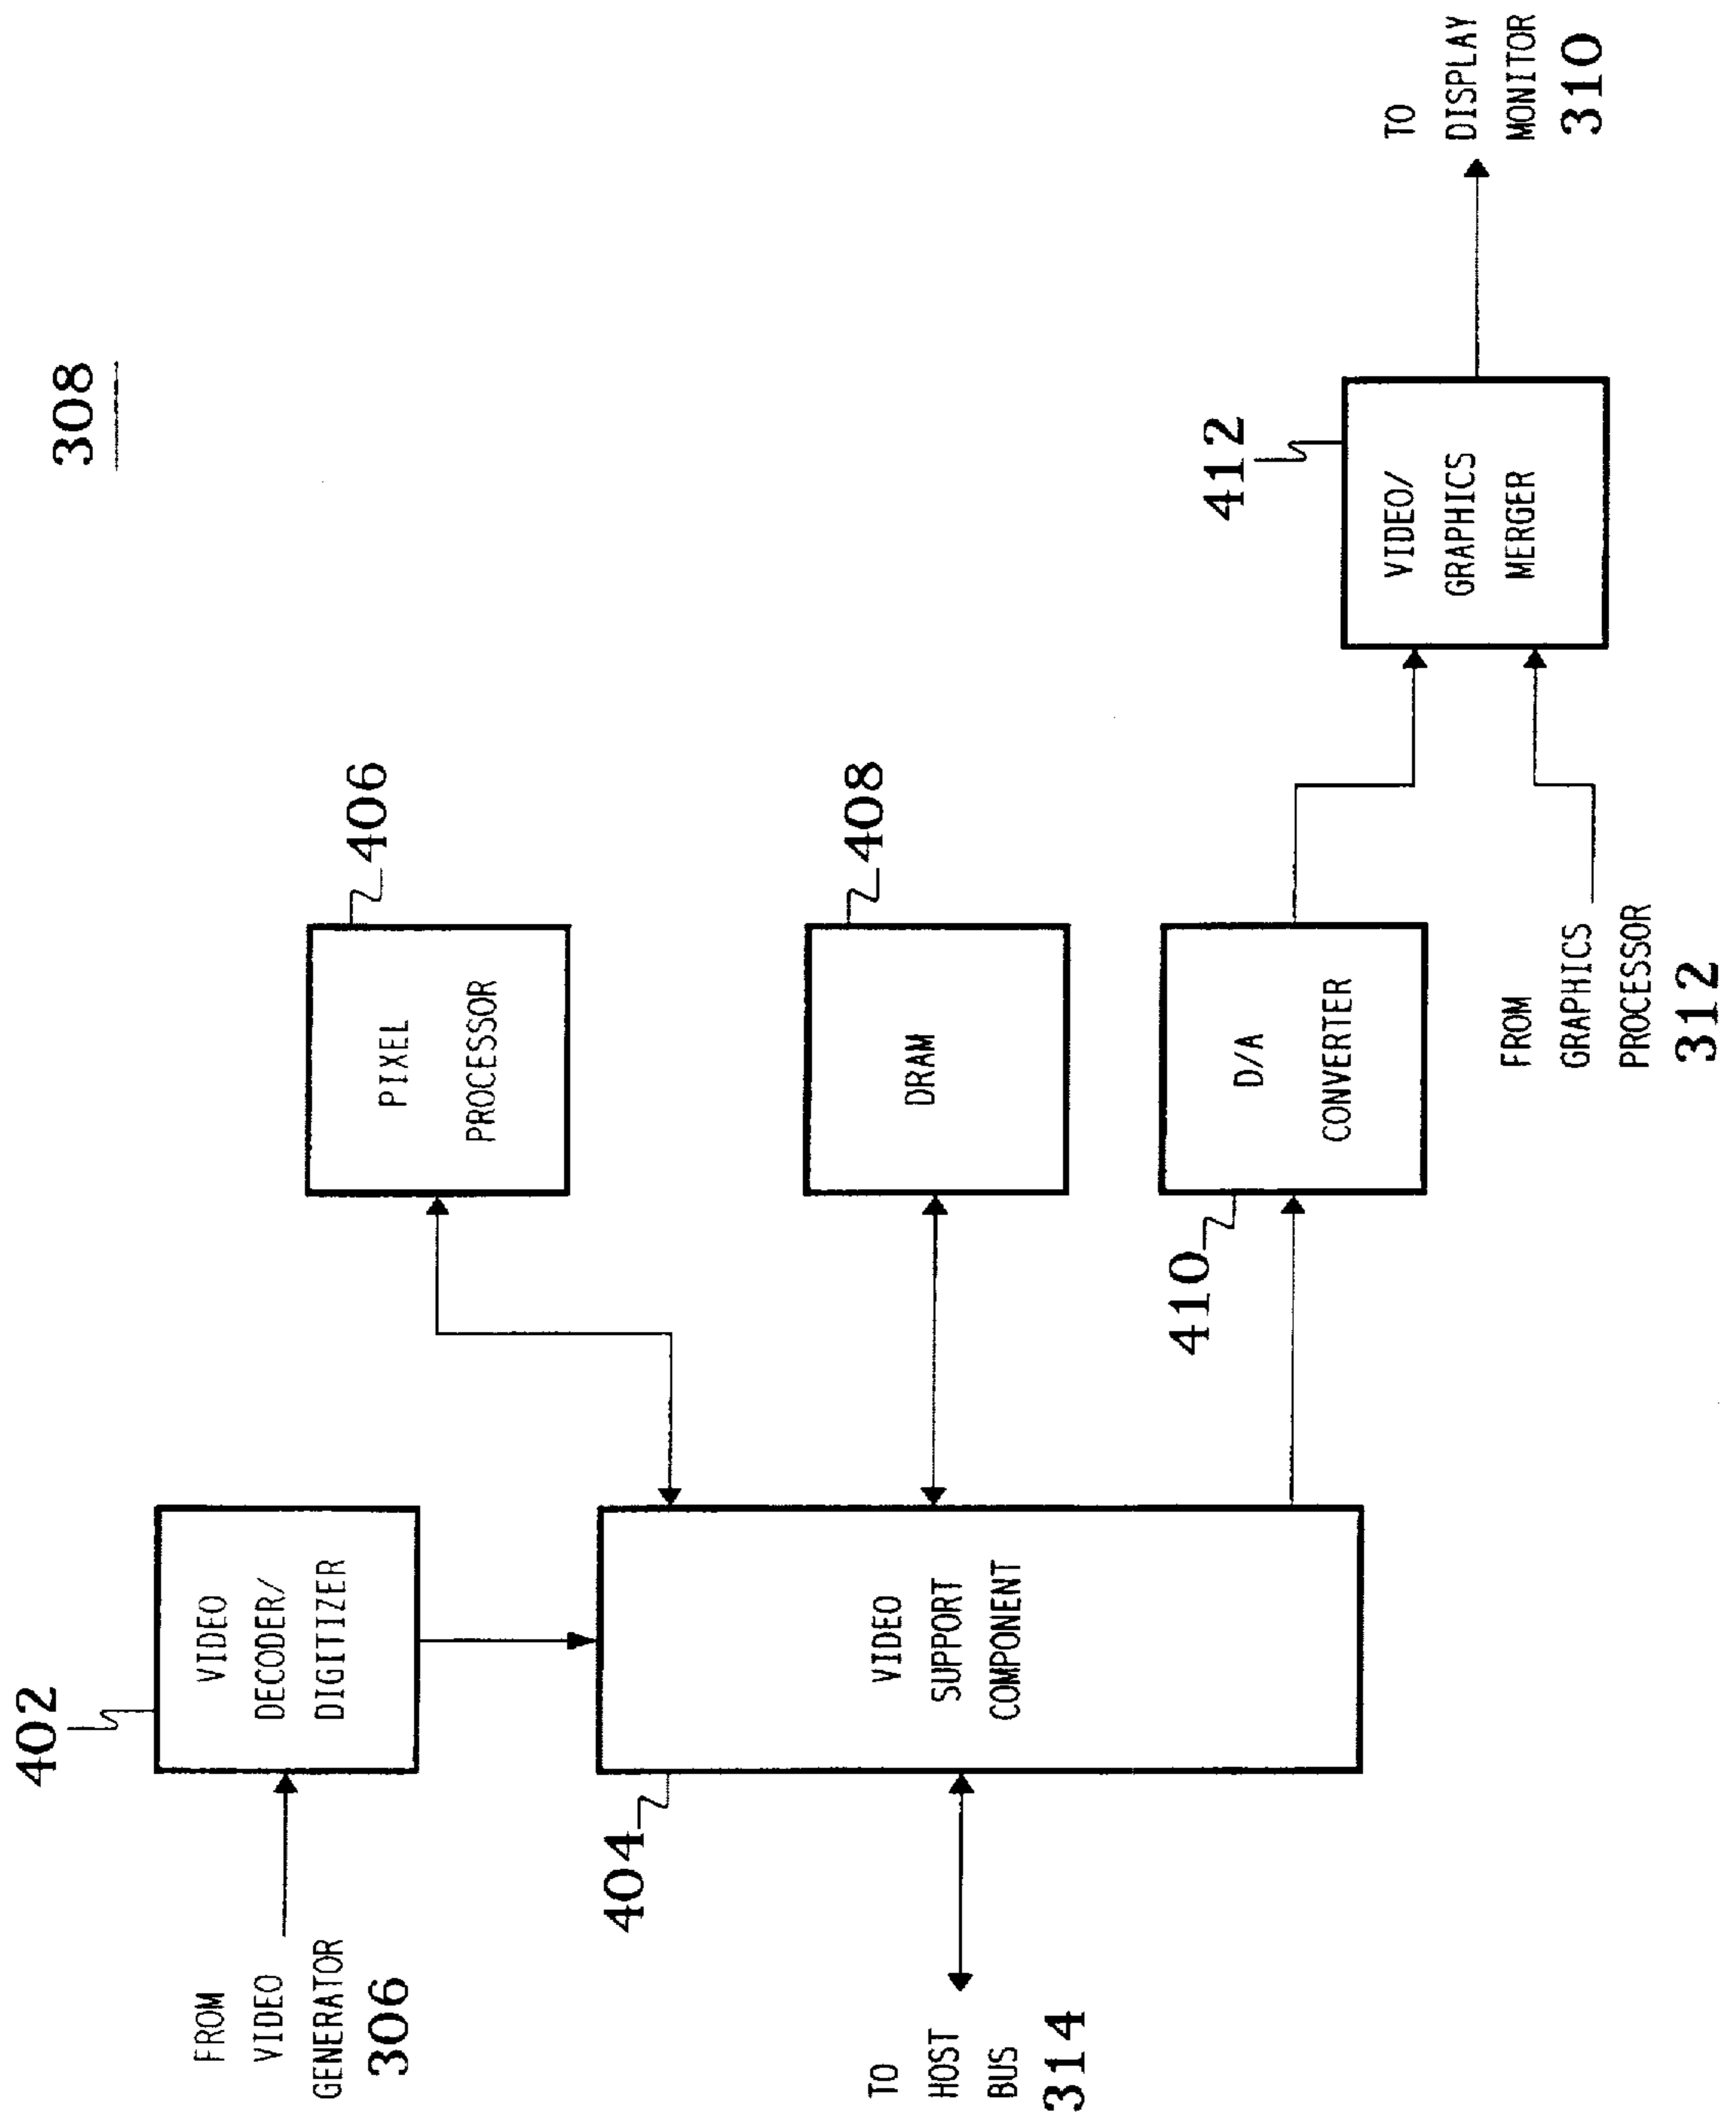 308
402
FROM
VIDEO
GENERATOR
306
VIDEO
DECODER/
DIGITIZER
PIXEL
PROCESSOR
406
404
TO
HOST
BUS
314
VIDEO
SUPPORT
COMPONENT
DRAM
408
410
D/A
CONVERTER
FROM
GRAPHICS
PROCESSOR
312
412
VIDEO/
GRAPHICS
MERGER
TO
DISPLAY
MONITOR
310